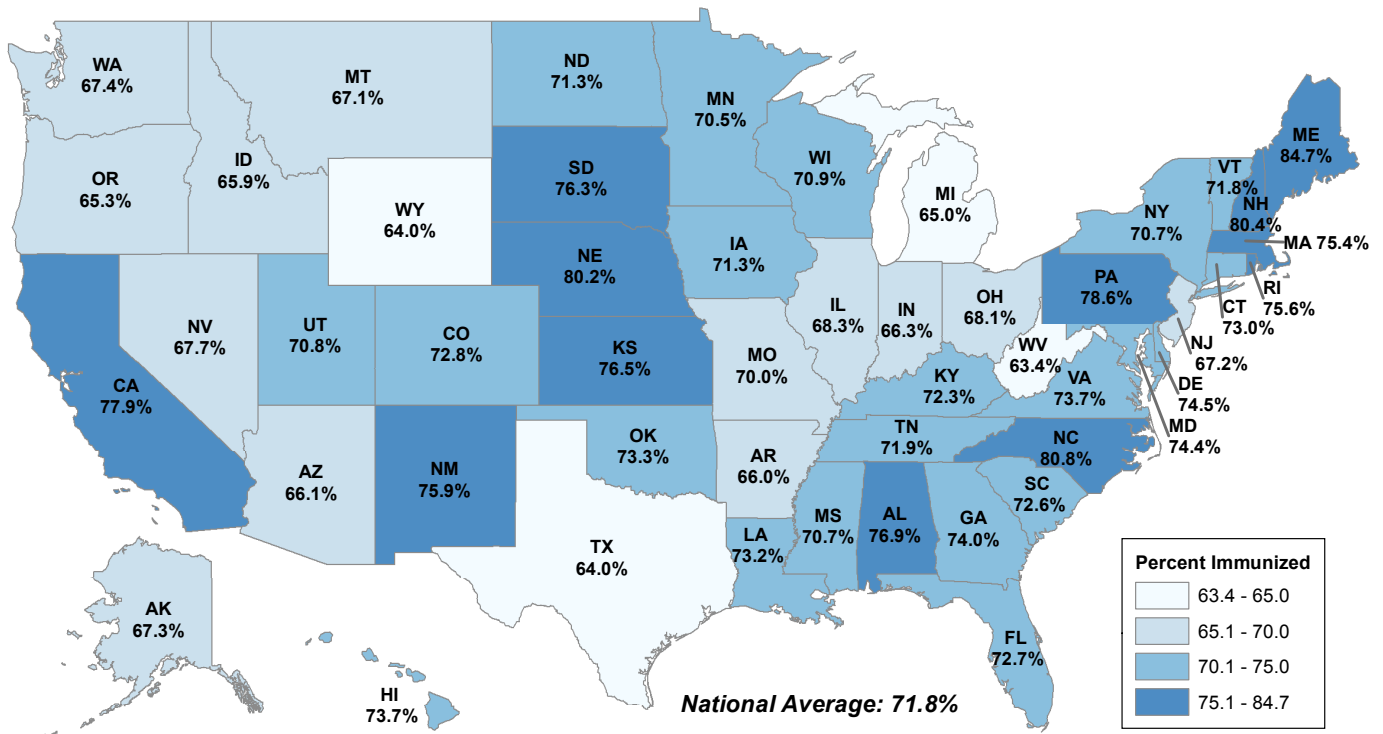 WA
67.4%
MT
67.1%
ND
71.3%
MN
70.5%
OR
65.3%
ID
65.9%
WY
64.0%
SD
76.3%
WI
70.9%
MI
65.0%
ME
84.7%
VT
71.8%
NH
80.4%
NY
70.7%
MA 75.4%
RI
75.6%
CT
73.0%
NE
80.2%
IA
71.3%
PA
78.6%
NJ
67.2%
NV
67.7%
UT
70.8%
CO
72.8%
KS
76.5%
MO
70.0%
IL
68.3%
IN
66.3%
OH
68.1%
WV
63.4%
KY
72.3%
VA
73.7%
DE
74.5%
MD
74.4%
CA
77.9%
AZ
66.1%
NM
75.9%
OK
73.3%
AR
66.0%
TN
71.9%
NC
80.8%
SC
72.6%
TX
64.0%
LA
73.2%
MS
70.7%
AL
76.9%
GA
74.0%
FL
72.7%
AK
67.3%
HI
73.7%
National Average: 71.8%
Percent Immunized
63.4 - 65.0
65.1 - 70.0
70.1 - 75.0
75.1 - 84.7